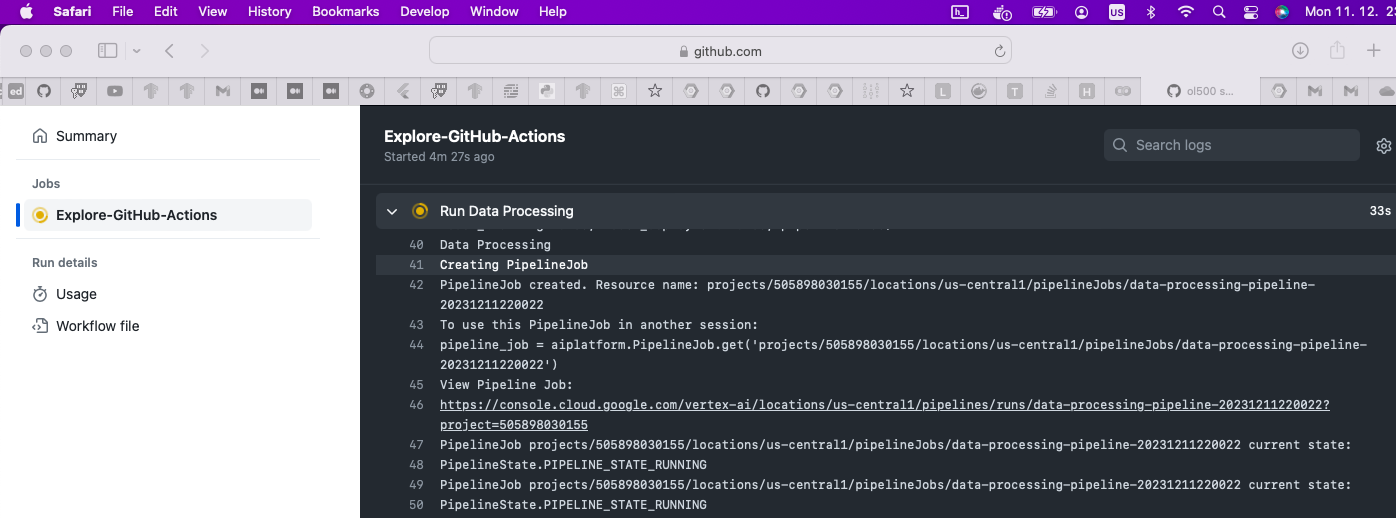 Safari File Edit View History Bookmarks Develop Window Help US Mon 11. 12.
github.com
ed L T H ol500 s...
Summary
Jobs
Explore-GitHub-Actions
Run details
Usage
Workflow file
Explore-GitHub-Actions
Started 4m 27s ago
Search logs
Run Data Processing 33s
40 Data Processing
41 Creating PipelineJob
42 PipelineJob created. Resource name: projects/505898030155/locations/us-central1/pipelineJobs/data-processing-pipeline-
20231211220022
43 To use this PipelineJob in another session:
44 pipeline_job = aiplatform.PipelineJob.get('projects/505898030155/locations/us-central1/pipelineJobs/data-processing-pipeline-
20231211220022')
45 View Pipeline Job:
46 https://console.cloud.google.com/vertex-ai/locations/us-central1/pipelines/runs/data-processing-pipeline-20231211220022?
project=505898030155
47 PipelineJob projects/505898030155/locations/us-central1/pipelineJobs/data-processing-pipeline-20231211220022 current state:
48 PipelineState.PIPELINE_STATE_RUNNING
49 PipelineJob projects/505898030155/locations/us-central1/pipelineJobs/data-processing-pipeline-20231211220022 current state:
50 PipelineState.PIPELINE_STATE_RUNNING